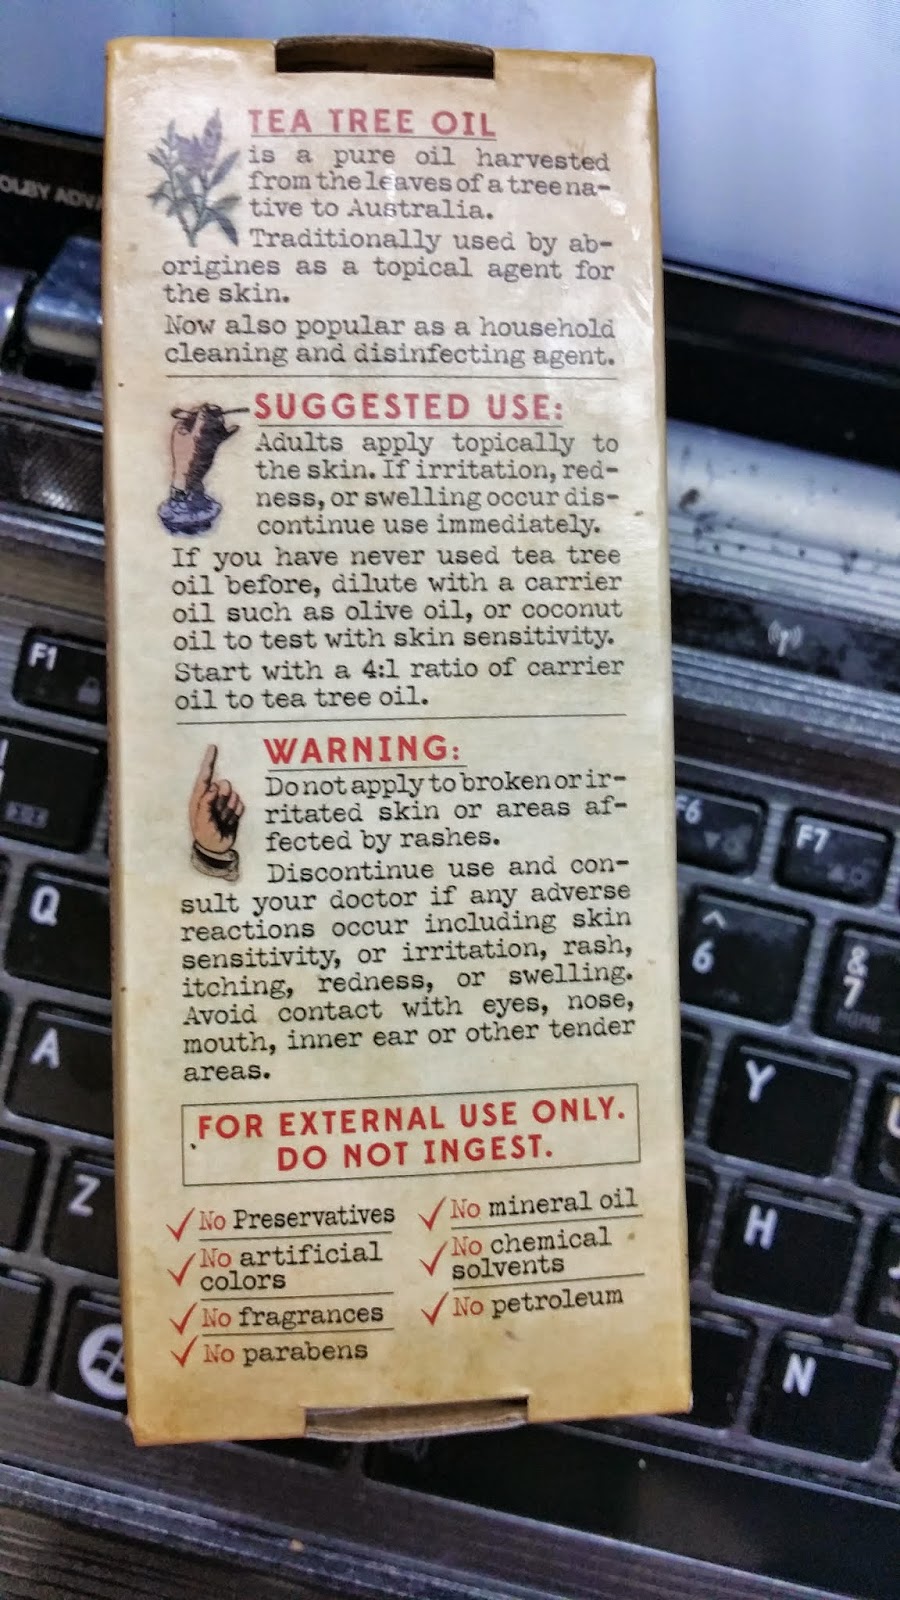 TEA TREE OIL
is a pure oil harvested
from the leaves of a tree na-
tive to Australia.
Traditionally used by ab-
origines as a topical agent for
the skin.
Now also popular as a household
cleaning and disinfecting agent.
SUGGESTED USE:
Adults apply topically to
the skin. If irritation, red-
ness, or swelling occur dis-
continue use immediately.
If you have never used tea tree
oil before, dilute with a carrier
oil such as olive oil, or coconut
oil to test with skin sensitivity.
Start with a 4:1 ratio of carrier
oil to tea tree oil.
WARNING:
Do not apply to broken or ir-
ritated skin or areas af-
fected by rashes.
Discontinue use and con-
sult your doctor if any adverse
reactions occur including skin
sensitivity, or irritation, rash,
itching, redness, or swelling.
Avoid contact with eyes, nose,
mouth, inner ear or other tender
areas.
FOR EXTERNAL USE ONLY.
DO NOT INGEST.
No Preservatives
No artificial
colors
No fragrances
No parabens
No mineral oil
No chemical
solvents
No petroleum
F1
Q
A
Z
F6
F7
^
6
&
7
HOME
Y
H
N